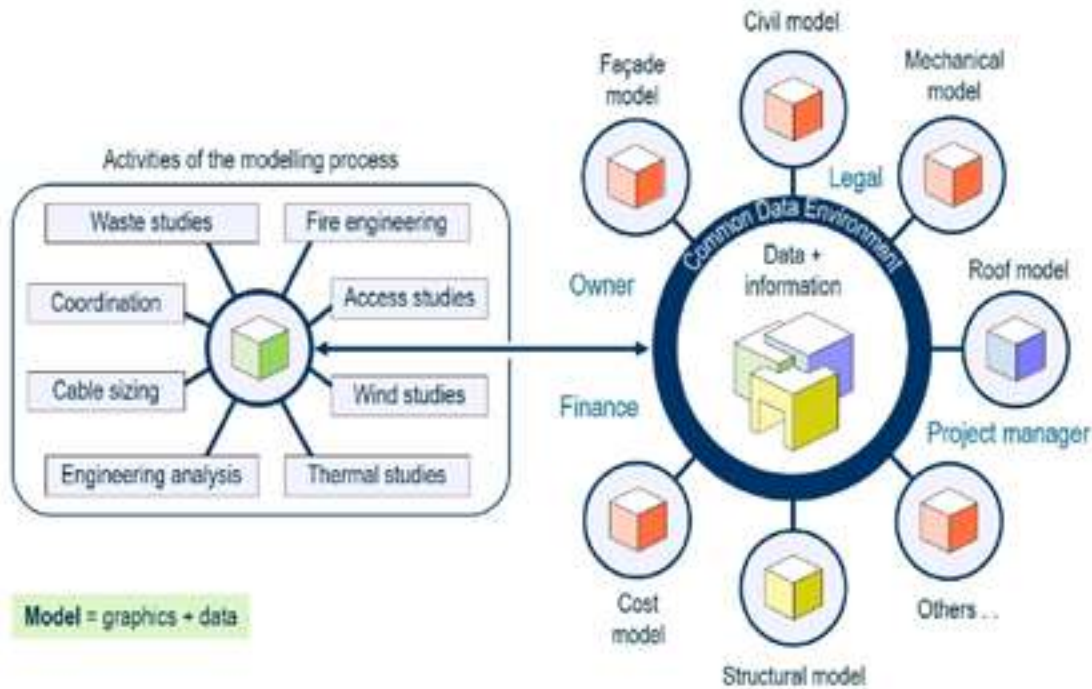 Activities of the modelling process
Waste studies
Fire engineering
Coordination
Access studies
Cable sizing
Wind studies
Engineering analysis
Thermal studies
Model = graphics + data
Civil model
Façade
model
Mechanical
model
Legal
Common Data Environment
Data +
information
Owner
Roof model
Finance
Project manager
Cost
model
Structural model
Others . .